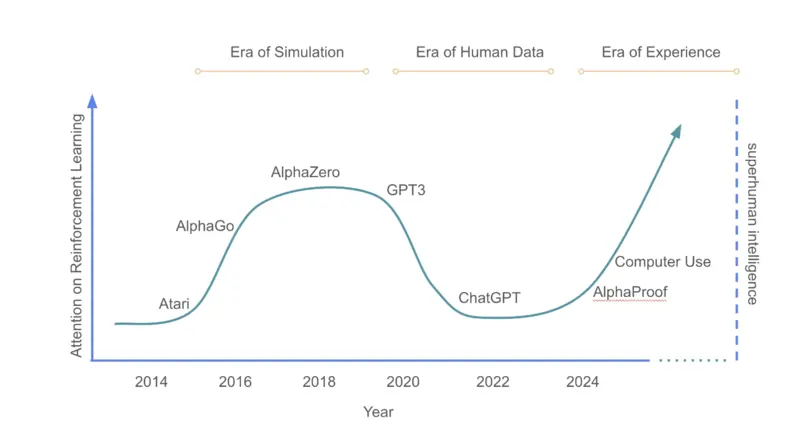 Era of Simulation
Era of Human Data
Era of Experience
Attention on Reinforcement Learning
superhuman intelligence
AlphaZero
GPT3
AlphaGo
Computer Use
Atari
ChatGPT
AlphaProof
2014
2016
2018
2020
2022
2024
Year